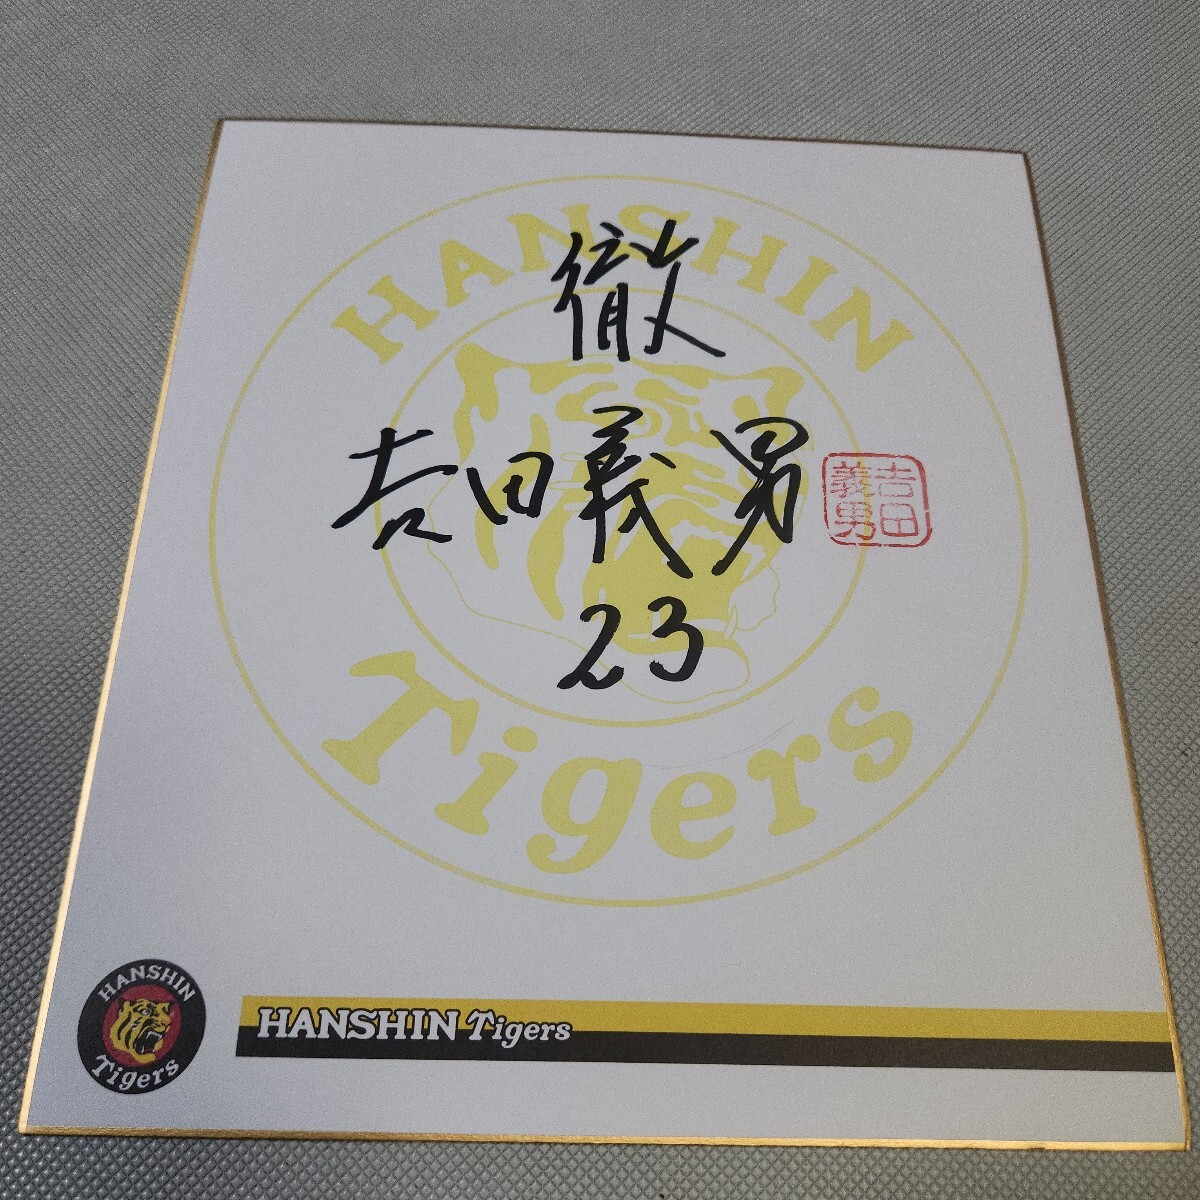 HANSHIN
徹
吉田義男
吉田
義男
23
Tigers
HANSHIN
Tigers
HANSHIN Tigers